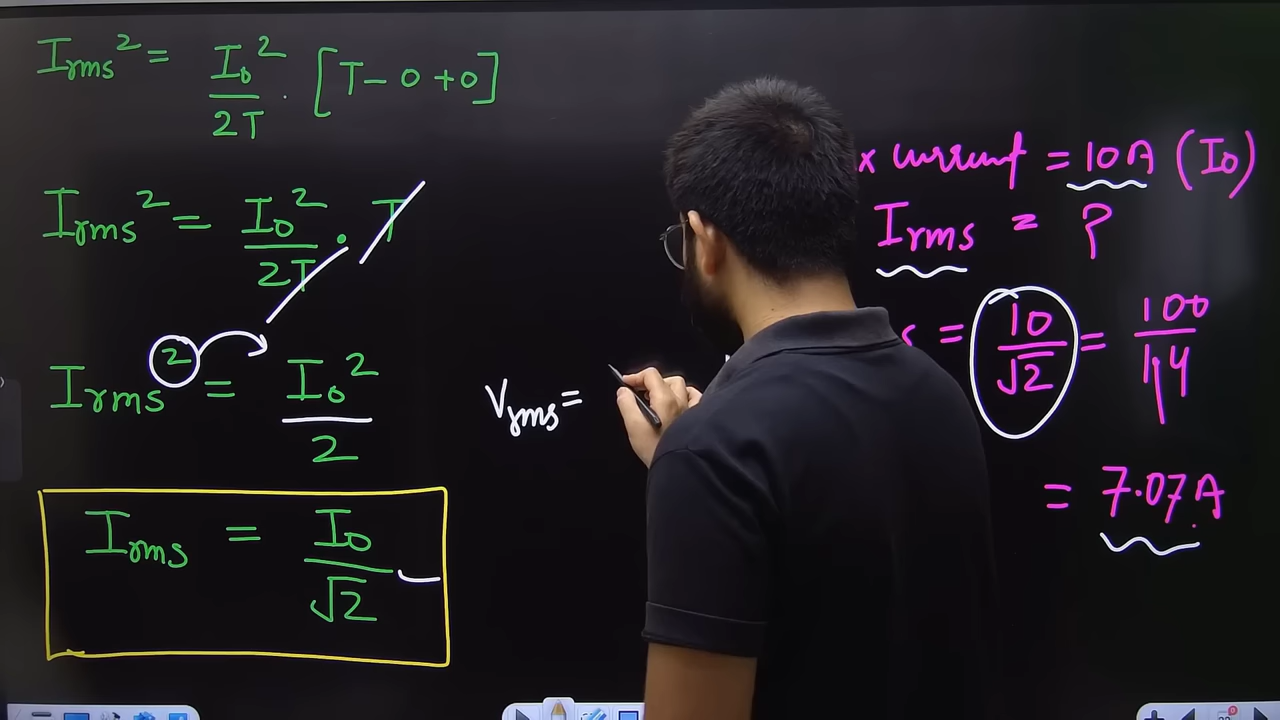 Irms² = I₀²/2T . [T - 0 + 0]
Irms² = I₀²/2T . T
Irms² = I₀²/2
Irms = I₀/√2
Vrms =
x current = 10A (I₀)
Irms = ?
s = 10/√2 = 100/14
= 7.07A